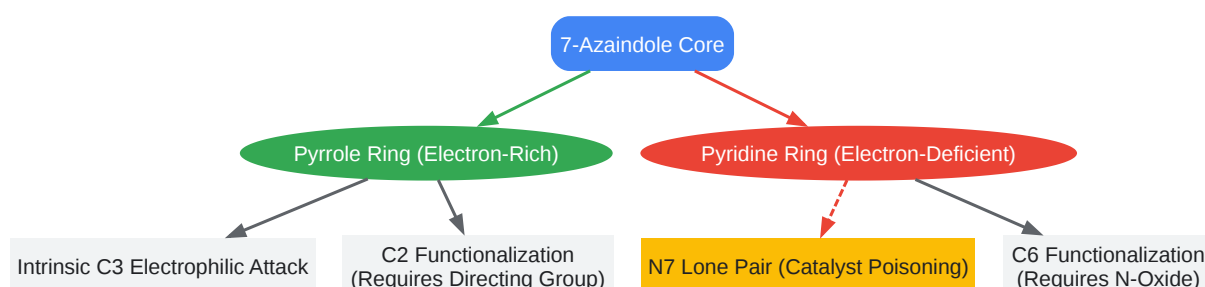 7-Azaindole Core
Pyrrole Ring (Electron-Rich)
Pyridine Ring (Electron-Deficient)
Intrinsic C3 Electrophilic Attack
C2 Functionalization
(Requires Directing Group)
N7 Lone Pair (Catalyst Poisoning)
C6 Functionalization
(Requires N-Oxide)